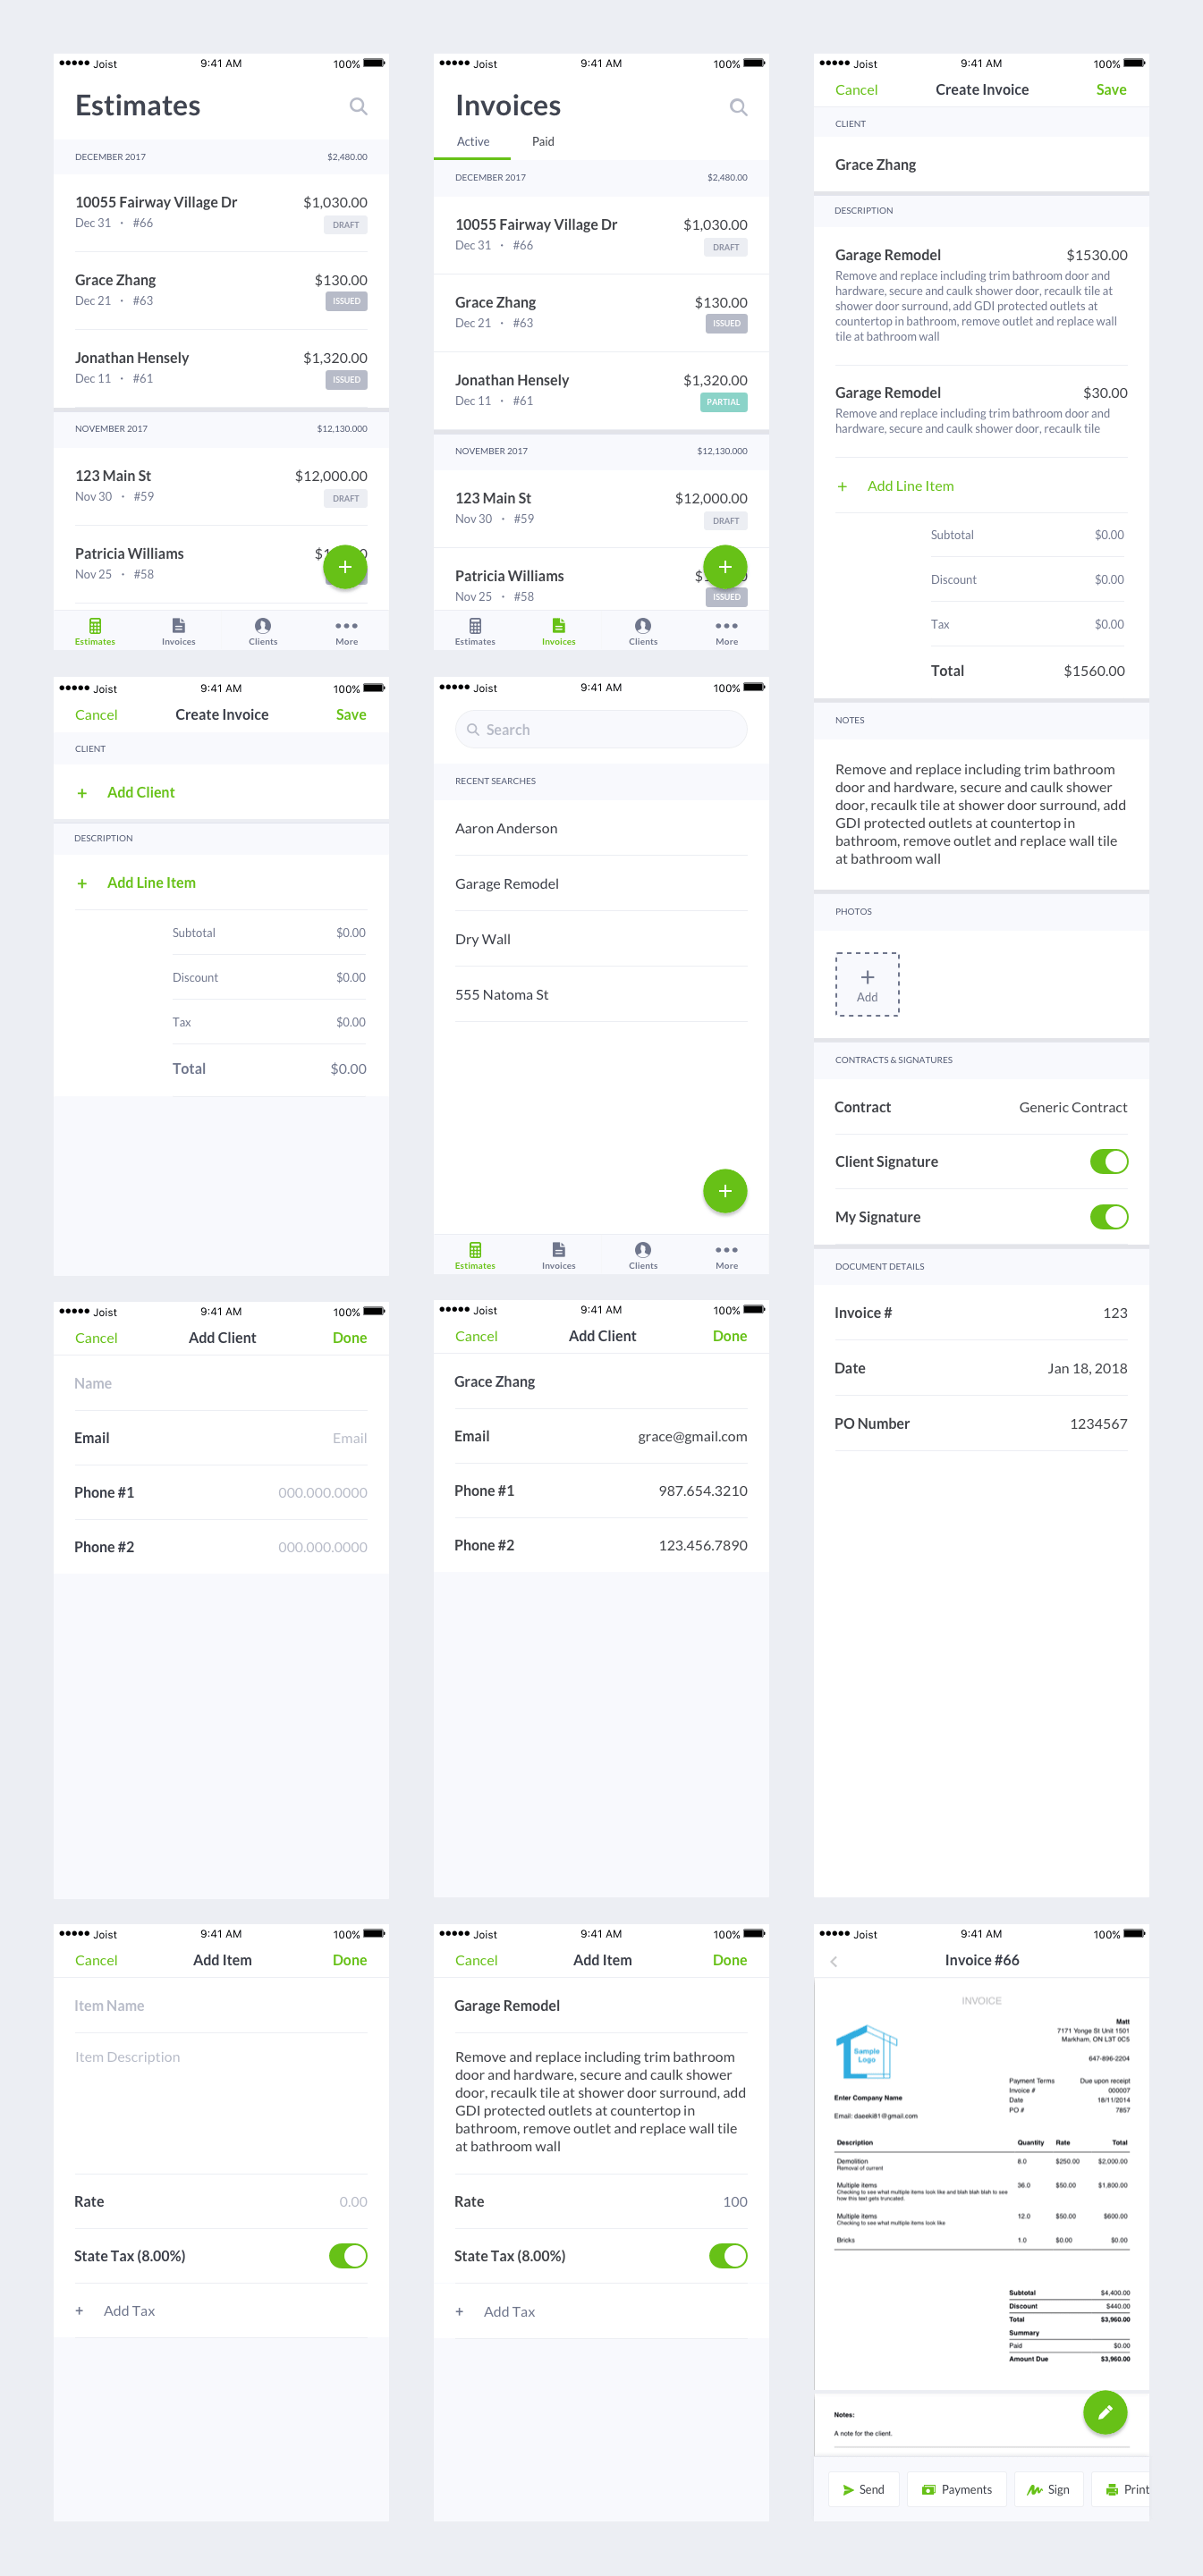 Joist 9:41 AM 100%
Estimates
DECEMBER 2017 $2,480.00
10055 Fairway Village Dr $1,030.00
Dec 31 · #66 DRAFT
Grace Zhang $130.00
Dec 21 · #63 ISSUED
Jonathan Hensely $1,320.00
Dec 11 · #61 ISSUED
NOVEMBER 2017 $12,130.000
123 Main St $12,000.00
Nov 30 · #59 DRAFT
Patricia Williams
Nov 25 · #58
Estimates Invoices Clients More
Joist 9:41 AM 100%
Invoices
Active Paid
DECEMBER 2017 $2,480.00
10055 Fairway Village Dr $1,030.00
Dec 31 · #66 DRAFT
Grace Zhang $130.00
Dec 21 · #63 ISSUED
Jonathan Hensely $1,320.00
Dec 11 · #61 PARTIAL
NOVEMBER 2017 $12,130.000
123 Main St $12,000.00
Nov 30 · #59 DRAFT
Patricia Williams
Nov 25 · #58 ISSUED
Estimates Invoices Clients More
Joist 9:41 AM 100%
Cancel Create Invoice Save
CLIENT
Grace Zhang
DESCRIPTION
Garage Remodel $1530.00
Remove and replace including trim bathroom door and
hardware, secure and caulk shower door, recaulk tile at
shower door surround, add GDI protected outlets at
countertop in bathroom, remove outlet and replace wall
tile at bathroom wall
Garage Remodel $30.00
Remove and replace including trim bathroom door and
hardware, secure and caulk shower door, recaulk tile
+ Add Line Item
Subtotal $0.00
Discount $0.00
Tax $0.00
Total $1560.00
NOTES
Remove and replace including trim bathroom
door and hardware, secure and caulk shower
door, recaulk tile at shower door surround, add
GDI protected outlets at countertop in
bathroom, remove outlet and replace wall tile
at bathroom wall
PHOTOS
+
Add
CONTRACTS & SIGNATURES
Contract Generic Contract
Client Signature
My Signature
DOCUMENT DETAILS
Invoice # 123
Date Jan 18, 2018
PO Number 1234567
Joist 9:41 AM 100%
Cancel Create Invoice Save
CLIENT
+ Add Client
DESCRIPTION
+ Add Line Item
Subtotal $0.00
Discount $0.00
Tax $0.00
Total $0.00
Joist 9:41 AM 100%
Search
RECENT SEARCHES
Aaron Anderson
Garage Remodel
Dry Wall
555 Natoma St
Estimates Invoices Clients More
Joist 9:41 AM 100%
Cancel Add Client Done
Name
Email Email
Phone #1 000.000.0000
Phone #2 000.000.0000
Joist 9:41 AM 100%
Cancel Add Client Done
Grace Zhang
Email grace@gmail.com
Phone #1 987.654.3210
Phone #2 123.456.7890
Joist 9:41 AM 100%
Cancel Add Item Done
Item Name
Item Description
Rate 0.00
State Tax (8.00%)
+ Add Tax
Joist 9:41 AM 100%
Cancel Add Item Done
Garage Remodel
Remove and replace including trim bathroom
door and hardware, secure and caulk shower
door, recaulk tile at shower door surround, add
GDI protected outlets at countertop in
bathroom, remove outlet and replace wall tile
at bathroom wall
Rate 100
State Tax (8.00%)
+ Add Tax
Joist 9:41 AM 100%
Invoice #66
INVOICE
Matt
7171 Yonge St Unit 1501
Markham, ON L3T 0C5
647-896-2204
Sample
Logo
Payment Terms Due upon receipt
Invoice # 000007
Date 18/11/2014
PO # 7857
Enter Company Name
Email: daeeki81@gmail.com
Description Quantity Rate Total
Demolition 8.0 $250.00 $2,000.00
Removal of current
Multiple items 36.0 $50.00 $1,800.00
Checking to see what multiple items look like and blah blah blah to see
how this text gets truncated.
Multiple items 12.0 $50.00 $600.00
Checking to see what multiple items look like
Bricks 1.0 $0.00 $0.00
Subtotal $4,400.00
Discount $440.00
Total $3,960.00
Summary
Paid $0.00
Amount Due $3,960.00
Notes:
A note for the client.
Send Payments Sign Print